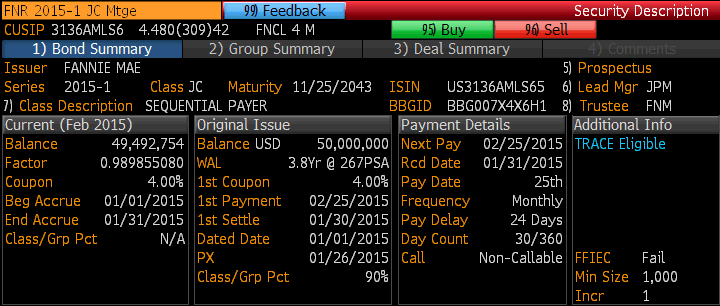 FNR 2015-1 JC Mtge 99) Feedback Security Description
CUSIP 3136AMLS6 4.480(309)42 FNCL 4 M 95) Buy 96) Sell
1) Bond Summary 2) Group Summary 3) Deal Summary 4) Comments
Issuer FANNIE MAE 5) Prospectus
Series 2015-1 Class JC Maturity 11/25/2043 ISIN US3136AMLS65 6) Lead Mgr JPM
7) Class Description SEQUENTIAL PAYER BBGID BBG007X4X6H1 8) Trustee FNM
Current (Feb 2015) Original Issue Payment Details Additional Info
Balance 49,492,754 Balance USD 50,000,000 Next Pay 02/25/2015 TRACE Eligible
Factor 0.989855080 WAL 3.8Yr @ 267PSA Rcd Date 01/31/2015
Coupon 4.00% 1st Coupon 4.00% Pay Date 25th
Beg Accrue 01/01/2015 1st Payment 02/25/2015 Frequency Monthly
End Accrue 01/31/2015 1st Settle 01/30/2015 Pay Delay 24 Days
Class/Grp Pct N/A Dated Date 01/01/2015 Day Count 30/360
PX 01/26/2015 Call Non-Callable FFIEC Fail
Class/Grp Pct 90% Min Size 1,000
Incr 1